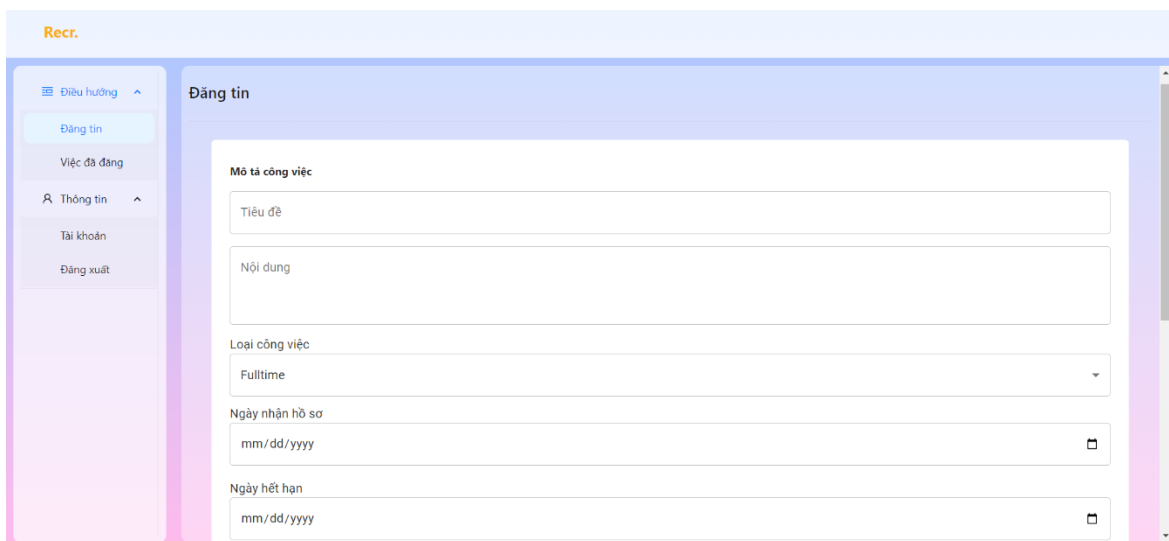 Recr.
Điều hướng
Đăng tin
Việc đã đăng
Thông tin
Tài khoản
Đăng xuất
Đăng tin
Mô tả công việc
Tiêu đề
Nội dung
Loại công việc
Fulltime
Ngày nhận hồ sơ
mm/dd/yyyy
Ngày hết hạn
mm/dd/yyyy